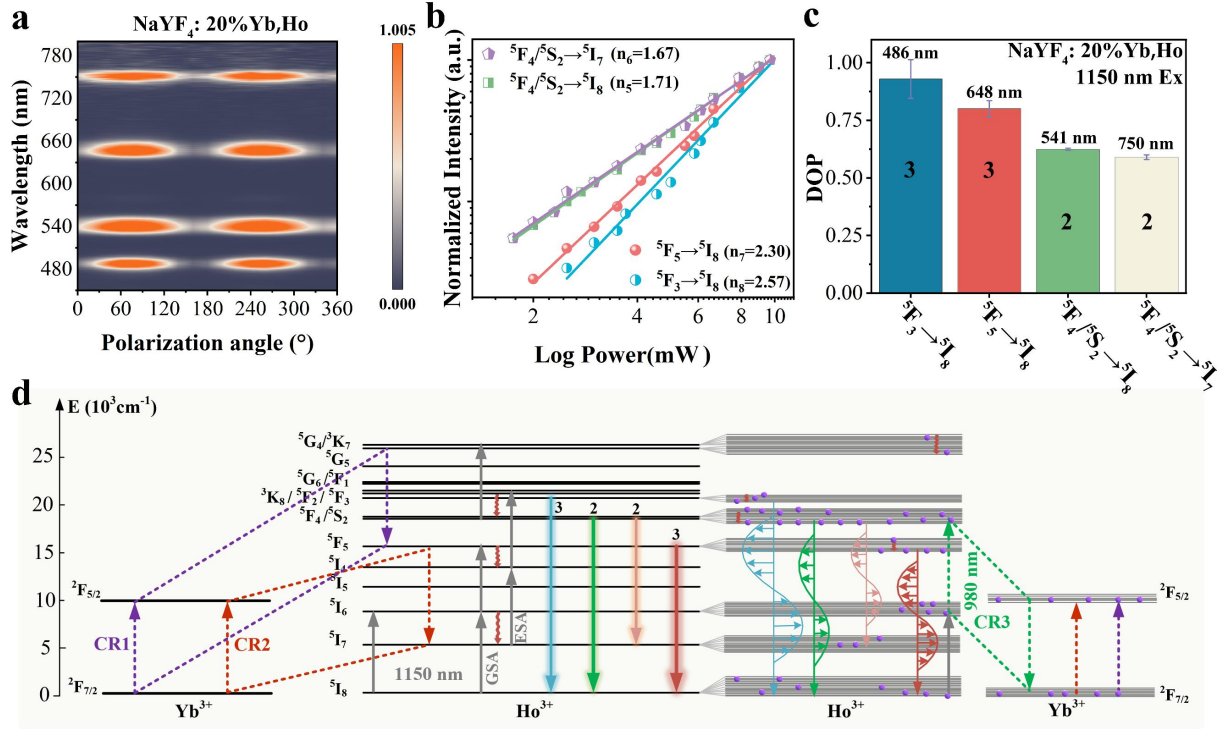 a
NaYF₄: 20%Yb,Ho
Wavelength (nm)
780
720
660
600
540
480
0
60
120
180
240
300
360
Polarization angle (°)
1.005
0.000
b
Normalized Intensity (a.u.)
⁵F₄/⁵S₂→⁵I₇ (n₆=1.67)
⁵F₄/⁵S₂→⁵I₈ (n₅=1.71)
⁵F₅→⁵I₈ (n₇=2.30)
⁵F₃→⁵I₈ (n₈=2.57)
2
4
6
8
10
Log Power(mW)
c
DOP
1.00
0.75
0.50
0.25
0.00
NaYF₄: 20%Yb,Ho
1150 nm Ex
486 nm
648 nm
541 nm
750 nm
3
3
2
2
⁵F₃→⁵I₈
⁵F₅→⁵I₈
⁵F₄/⁵S₂→⁵I₈
⁵F₄/⁵S₂→⁵I₇
d
E (10³cm⁻¹)
25
20
15
10
5
0
²F₅/₂
²F₇/₂
CR1
CR2
Yb³⁺
⁵G₄/³K₇
⁵G₅
⁵G₆/⁵F₁
³K₈/⁵F₂/⁵F₃
⁵F₄/⁵S₂
⁵F₅
⁵I₄
⁵I₅
⁵I₆
⁵I₇
⁵I₈
1150 nm
GSA
ESA
3
2
2
3
Ho³⁺
Ho³⁺
980 nm
CR3
²F₅/₂
²F₇/₂
Yb³⁺